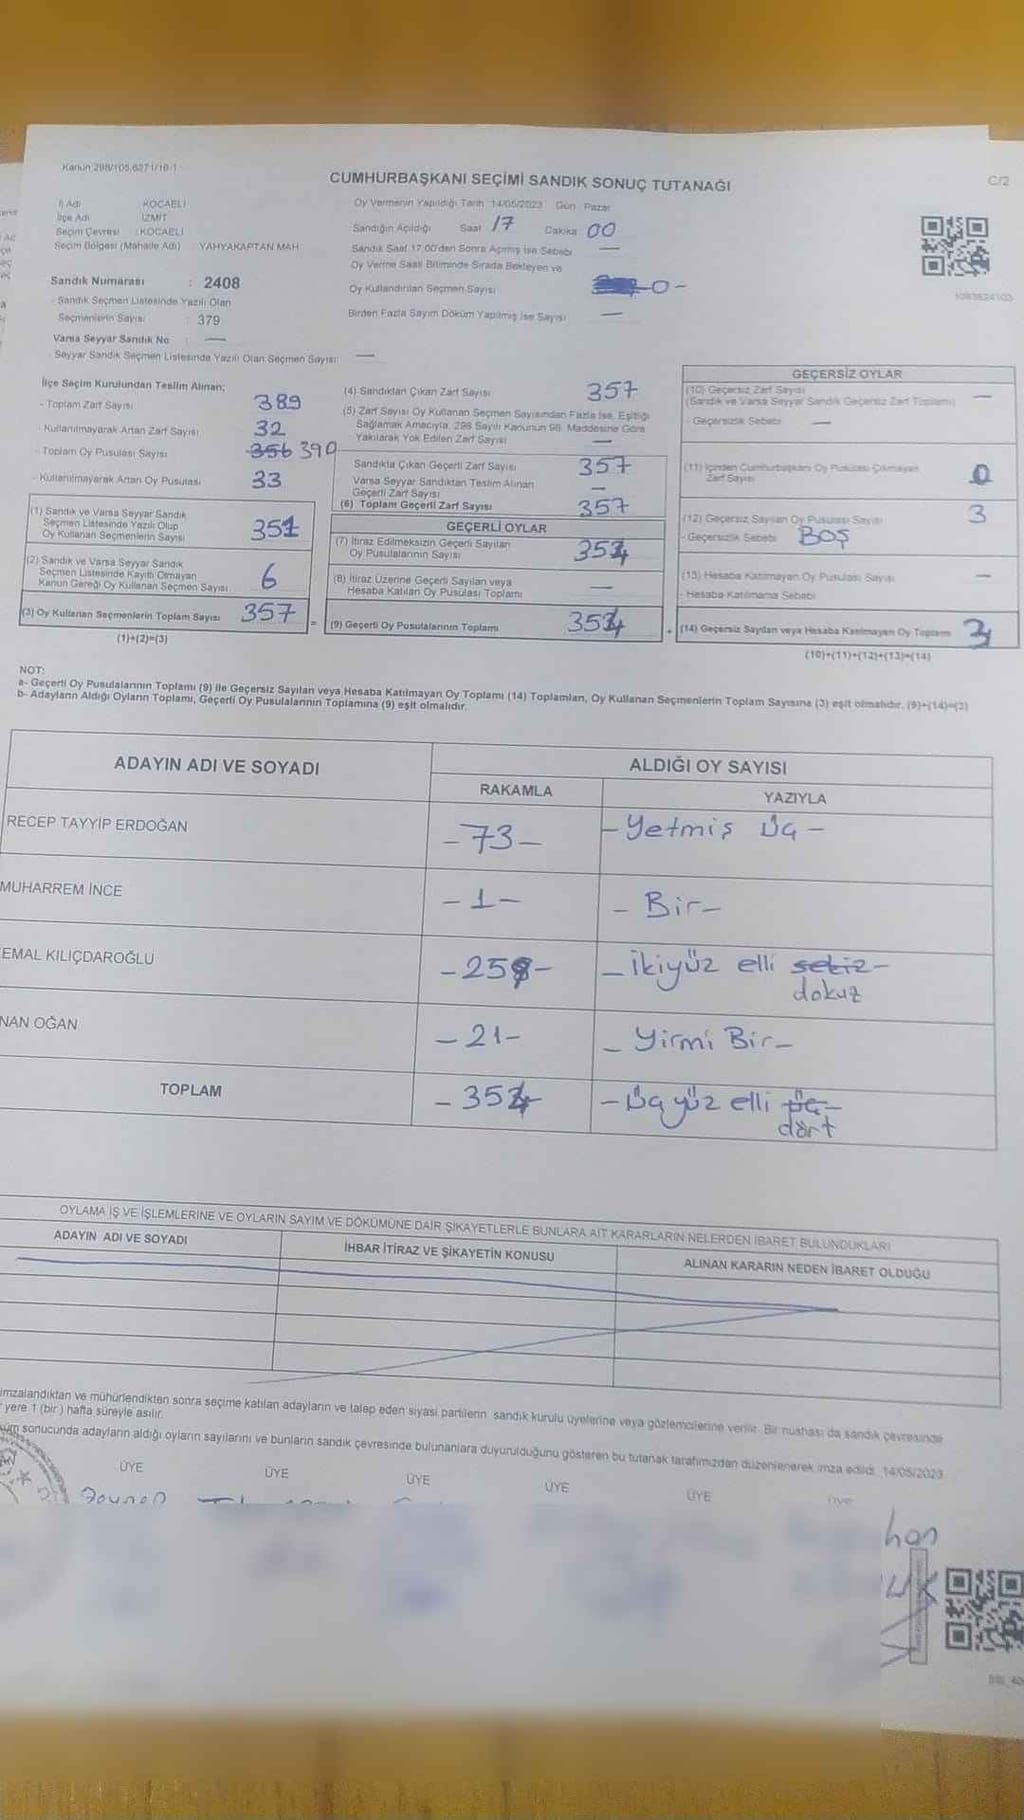 Kanun 298/105,6271/18-1
CUMHURBAŞKANI SEÇİMİ SANDIK SONUÇ TUTANAĞI
C/2
İl Adı KOCAELİ
İlçe Adı İZMİT
Seçim Çevresi : KOCAELİ
Seçim Bölgesi (Mahalle Adı) : YAHYAKAPTAN MAH.
Sandık Numarası : 2408
- Sandık Seçmen Listesinde Yazılı Olan
Seçmenlerin Sayısı : 379
Varsa Seyyar Sandık No : —
Seyyar Sandık Seçmen Listesinde Yazılı Olan Seçmen Sayısı —
Oy Vermenin Yapıldığı Tarih 14/05/2023 Gün Pazar
Sandığın Açıldığı Saat 17 Dakika 00
Sandık Saat 17:00'den Sonra Açılmış İse Sebebi —
Oy Verme Saati Bitiminde Sırada Bekleyen ve
Oy Kullandırılan Seçmen Sayısı -0-
Birden Fazla Sayım Döküm Yapılmış İse Sayısı —
1093624103
İlçe Seçim Kurulundan Teslim Alınan;
- Toplam Zarf Sayısı 389
- Kullanılmayarak Artan Zarf Sayısı 32
- Toplam Oy Pusulası Sayısı 356 390
- Kullanılmayarak Artan Oy Pusulası 33
(1) Sandık ve Varsa Seyyar Sandık
Seçmen Listesinde Yazılı Olup
Oy Kullanan Seçmenlerin Sayısı 351
(2) Sandık ve Varsa Seyyar Sandık
Seçmen Listesinde Kayıtlı Olmayan
Kanun Gereği Oy Kullanan Seçmen Sayısı 6
(3) Oy Kullanan Seçmenlerin Toplam Sayısı 357
(1)+(2)=(3)
(4) Sandıktan Çıkan Zarf Sayısı 357
(5) Zarf Sayısı Oy Kullanan Seçmen Sayısından Fazla İse, Eşitliği
Sağlamak Amacıyla, 298 Sayılı Kanunun 98. Maddesine Göre
Yakılarak Yok Edilen Zarf Sayısı —
Sandıkta Çıkan Geçerli Zarf Sayısı 357
Varsa Seyyar Sandıktan Teslim Alınan
Geçerli Zarf Sayısı —
(6) Toplam Geçerli Zarf Sayısı 357
GEÇERLİ OYLAR
(7) İtiraz Edilmeksizin Geçerli Sayılan
Oy Pusulalarının Sayısı 354
(8) İtiraz Üzerine Geçerli Sayılan veya
Hesaba Katılan Oy Pusulası Toplamı —
= (9) Geçerli Oy Pusulalarının Toplamı 354
GEÇERSİZ OYLAR
(10) Geçersiz Zarf Sayısı
(Sandık ve Varsa Seyyar Sandık Geçersiz Zarf Toplamı) —
- Geçersizlik Sebebi —
(11) İçinden Cumhurbaşkanı Oy Pusulası Çıkmayan
Zarf Sayısı 0
(12) Geçersiz Sayılan Oy Pusulası Sayısı 3
- Geçersizlik Sebebi BOŞ
(13) Hesaba Katılmayan Oy Pusulası Sayısı —
- Hesaba Katılmama Sebebi
+ (14) Geçersiz Sayılan veya Hesaba Katılmayan Oy Toplamı 3
(10)+(11)+(12)+(13)=(14)
NOT:
a- Geçerli Oy Pusulalarının Toplamı (9) ile Geçersiz Sayılan veya Hesaba Katılmayan Oy Toplamı (14) Toplamları, Oy Kullanan Seçmenlerin Toplam Sayısına (3) eşit olmalıdır. (9)+(14)=(3)
b- Adayların Aldığı Oyların Toplamı, Geçerli Oy Pusulalarının Toplamına (9) eşit olmalıdır.
ADAYIN ADI VE SOYADI
ALDIĞI OY SAYISI
RAKAMLA
YAZIYLA
RECEP TAYYİP ERDOĞAN -73- -Yetmiş üç-
MUHARREM İNCE -1- -Bir-
EMAL KILIÇDAROĞLU -259- -ikiyüz elli sekiz-
dokuz
NAN OĞAN -21- -Yirmi Bir-
TOPLAM -354- -Üçyüz elli üç-
dört
OYLAMA İŞ VE İŞLEMLERİNE VE OYLARIN SAYIM VE DÖKÜMÜNE DAİR ŞİKAYETLERLE BUNLARA AİT KARARLARIN NELERDEN İBARET BULUNDUKLARI
ADAYIN ADI VE SOYADI
İHBAR İTİRAZ VE ŞİKAYETİN KONUSU
ALINAN KARARIN NEDEN İBARET OLDUĞU
imzalandıktan ve mühürlendikten sonra seçime katılan adayların ve talep eden siyasi partilerin sandık kurulu üyelerine veya gözlemcilerine verilir. Bir nüshası da sandık çevresinde
yere 1 (bir) hafta süreyle asılır.
sonucunda adayların aldığı oyların sayılarını ve bunların sandık çevresinde bulunanlara duyurulduğunu gösteren bu tutanak tarafımızdan düzenlenerek imza edildi. 14/05/2023
ÜYE ÜYE ÜYE ÜYE ÜYE
han